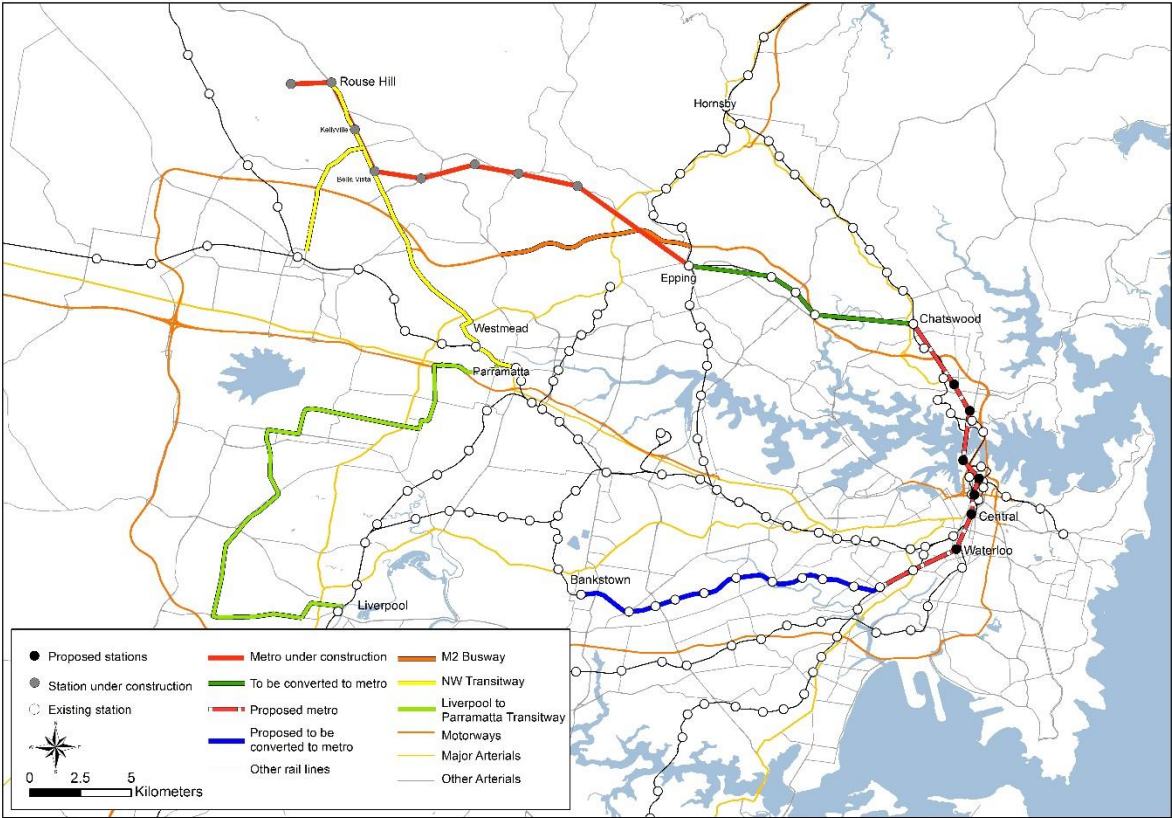 Hornsby
Rouse Hill
Kellyville
Bella Vista
Epping
Chatswood
Westmead
Parramatta
Central
Waterloo
Bankstown
Liverpool
Proposed stations
Station under construction
Existing station
N
0 2.5 5
Kilometers
Metro under construction
To be converted to metro
Proposed metro
Proposed to be
converted to metro
Other rail lines
M2 Busway
NW Transitway
Liverpool to
Parramatta Transitway
Motorways
Major Arterials
Other Arterials